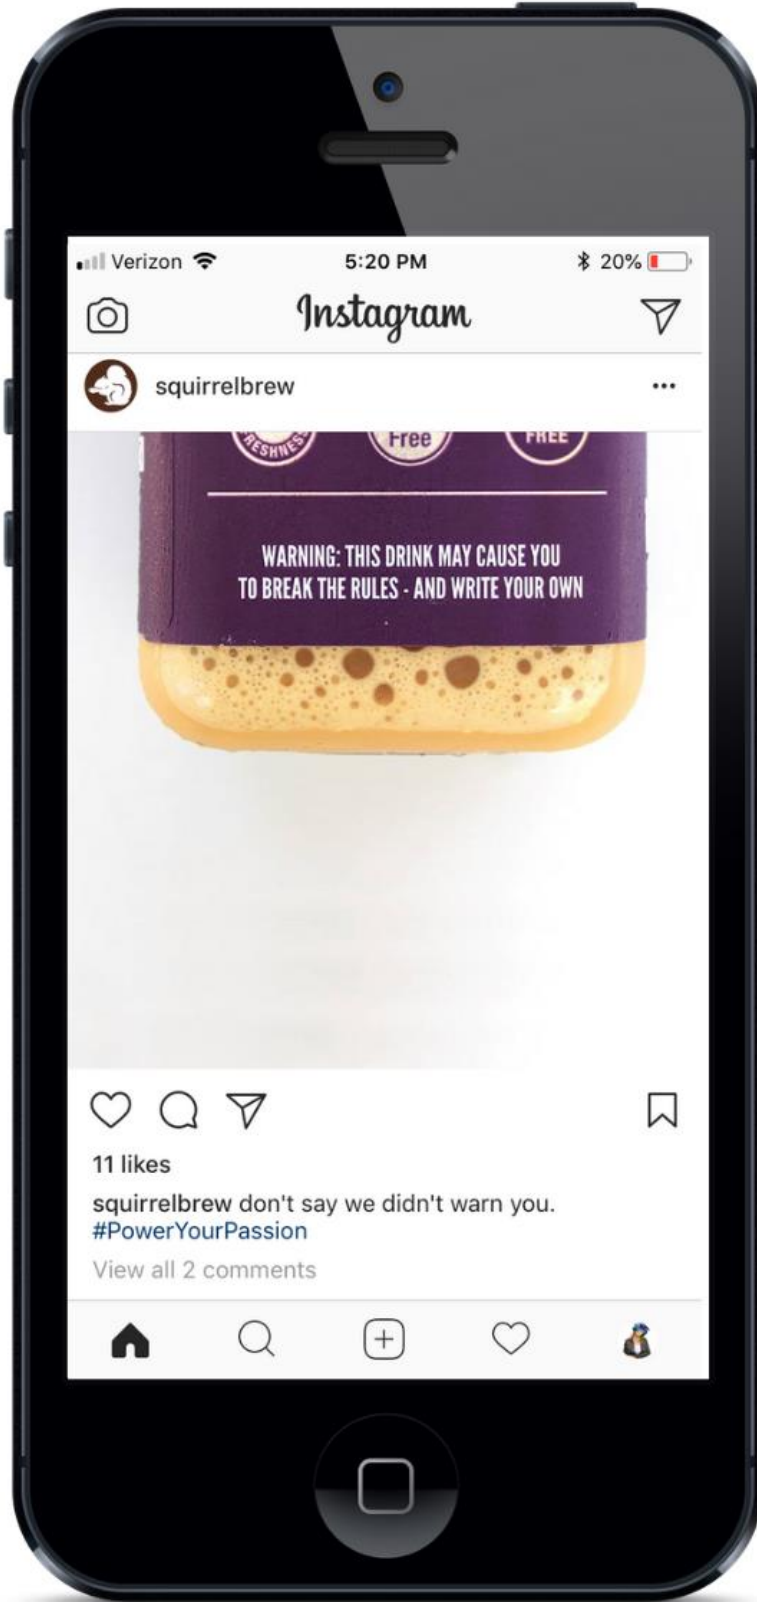 Verizon 5:20 PM 20%
Instagram
squirrelbrew
FRESHNESS Free FREE
WARNING: THIS DRINK MAY CAUSE YOU
TO BREAK THE RULES - AND WRITE YOUR OWN
11 likes
squirrelbrew don't say we didn't warn you.
#PowerYourPassion
View all 2 comments